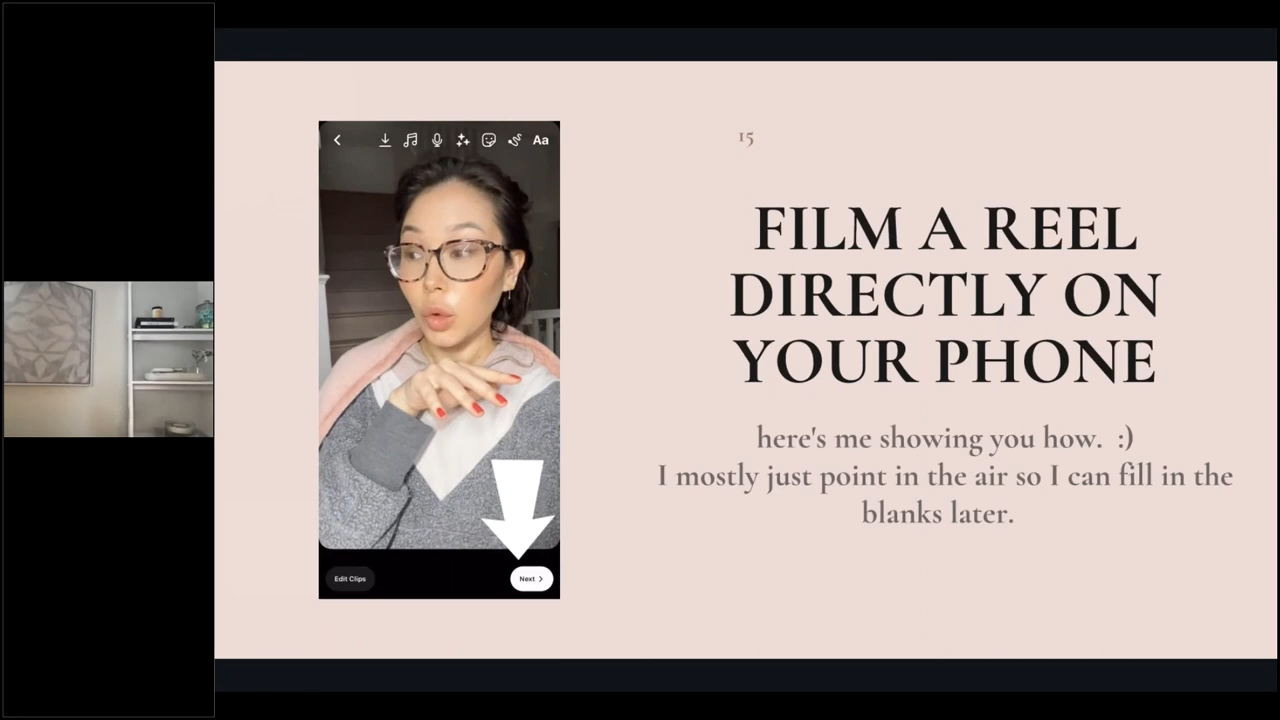 15
Aa
FILM A REEL
DIRECTLY ON
YOUR PHONE
here's me showing you how.  :)
I mostly just point in the air so I can fill in the
blanks later.
Edit Clips
Next